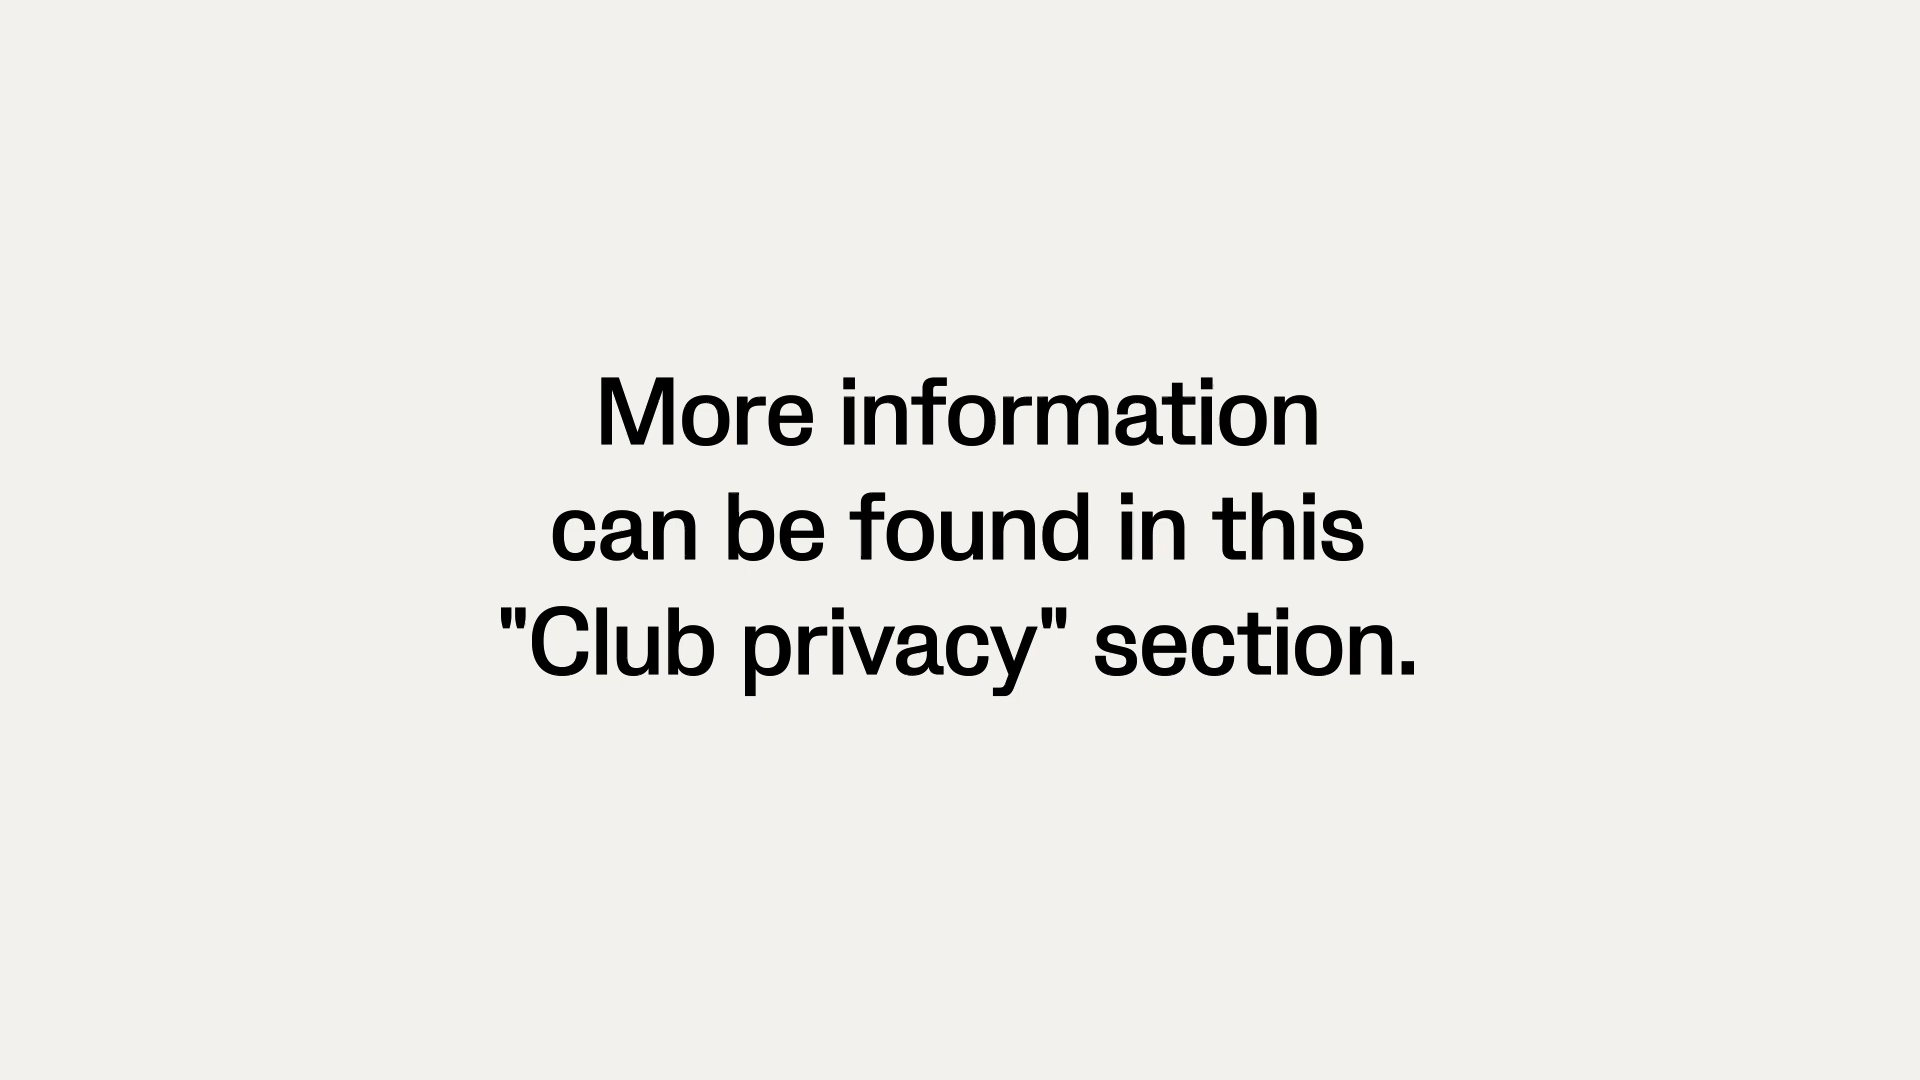 More information
can be found in this
"Club privacy" section.